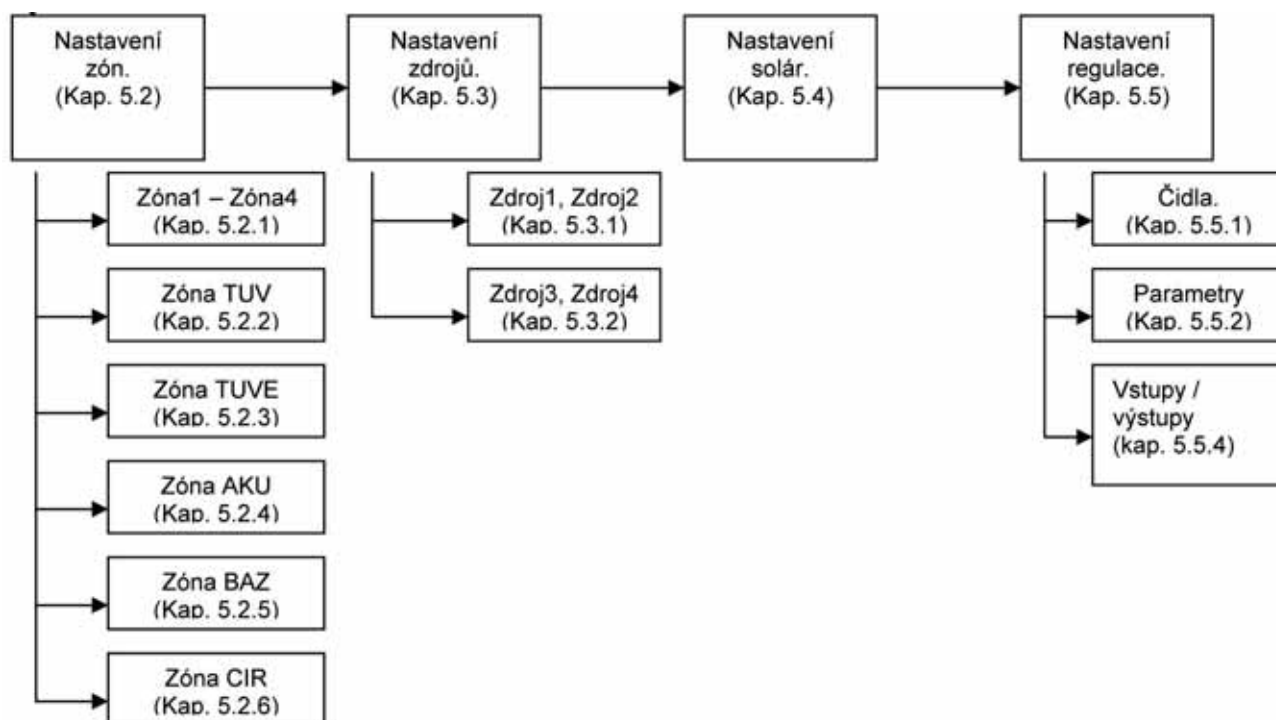 Nastavení
zón.
(Kap. 5.2)
Nastavení
zdrojů.
(Kap. 5.3)
Nastavení
solár.
(Kap. 5.4)
Nastavení
regulace.
(Kap. 5.5)
Zóna1 – Zóna4
(Kap. 5.2.1)
Zóna TUV
(Kap. 5.2.2)
Zóna TUVE
(Kap. 5.2.3)
Zóna AKU
(Kap. 5.2.4)
Zóna BAZ
(Kap. 5.2.5)
Zóna CIR
(Kap. 5.2.6)
Zdroj1, Zdroj2
(Kap. 5.3.1)
Zdroj3, Zdroj4
(Kap. 5.3.2)
Čidla.
(Kap. 5.5.1)
Parametry
(Kap. 5.5.2)
Vstupy /
výstupy
(kap. 5.5.4)